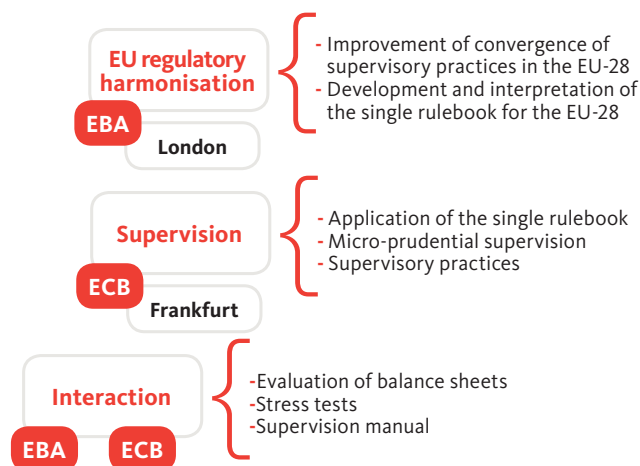 EU regulatory
harmonisation
EBA
London
- Improvement of convergence of
supervisory practices in the EU-28
- Development and interpretation of
the single rulebook for the EU-28
Supervision
ECB
Frankfurt
- Application of the single rulebook
- Micro-prudential supervision
- Supervisory practices
Interaction
EBA
ECB
-Evaluation of balance sheets
-Stress tests
-Supervision manual